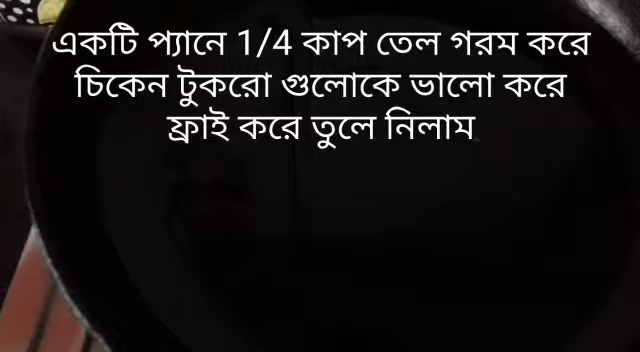 একটি প্যানে 1/4 কাপ তেল গরম করে
চিকেন টুকরো গুলোকে ভালো করে
ফ্রাই করে তুলে নিলাম